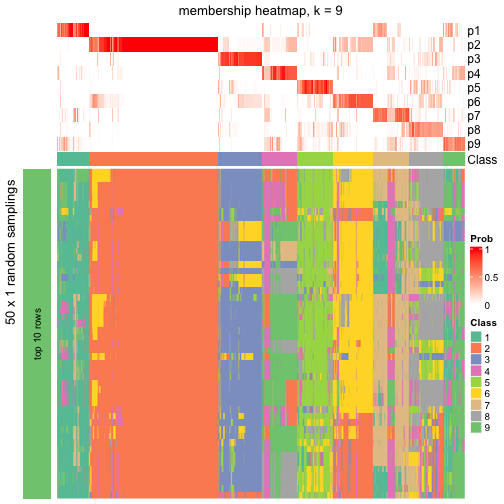 membership heatmap, k = 9
p1
p2
p3
p4
p5
p6
p7
p8
p9
Class
50 x 1 random samplings
top 10 rows
Prob
1
0.5
0
Class
1
2
3
4
5
6
7
8
9